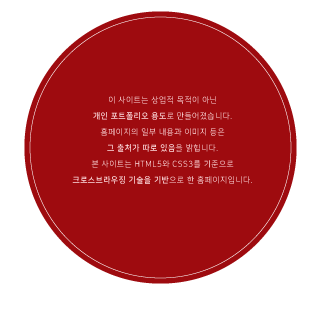 이 사이트는 상업적 목적이 아닌
개인 포트폴리오 용도로 만들어졌습니다.
홈페이지의 일부 내용과 이미지 등은
그 출처가 따로 있음을 밝힙니다.
본 사이트는 HTML5와 CSS3를 기준으로
크로스브라우징 기술을 기반으로 한 홈페이지입니다.